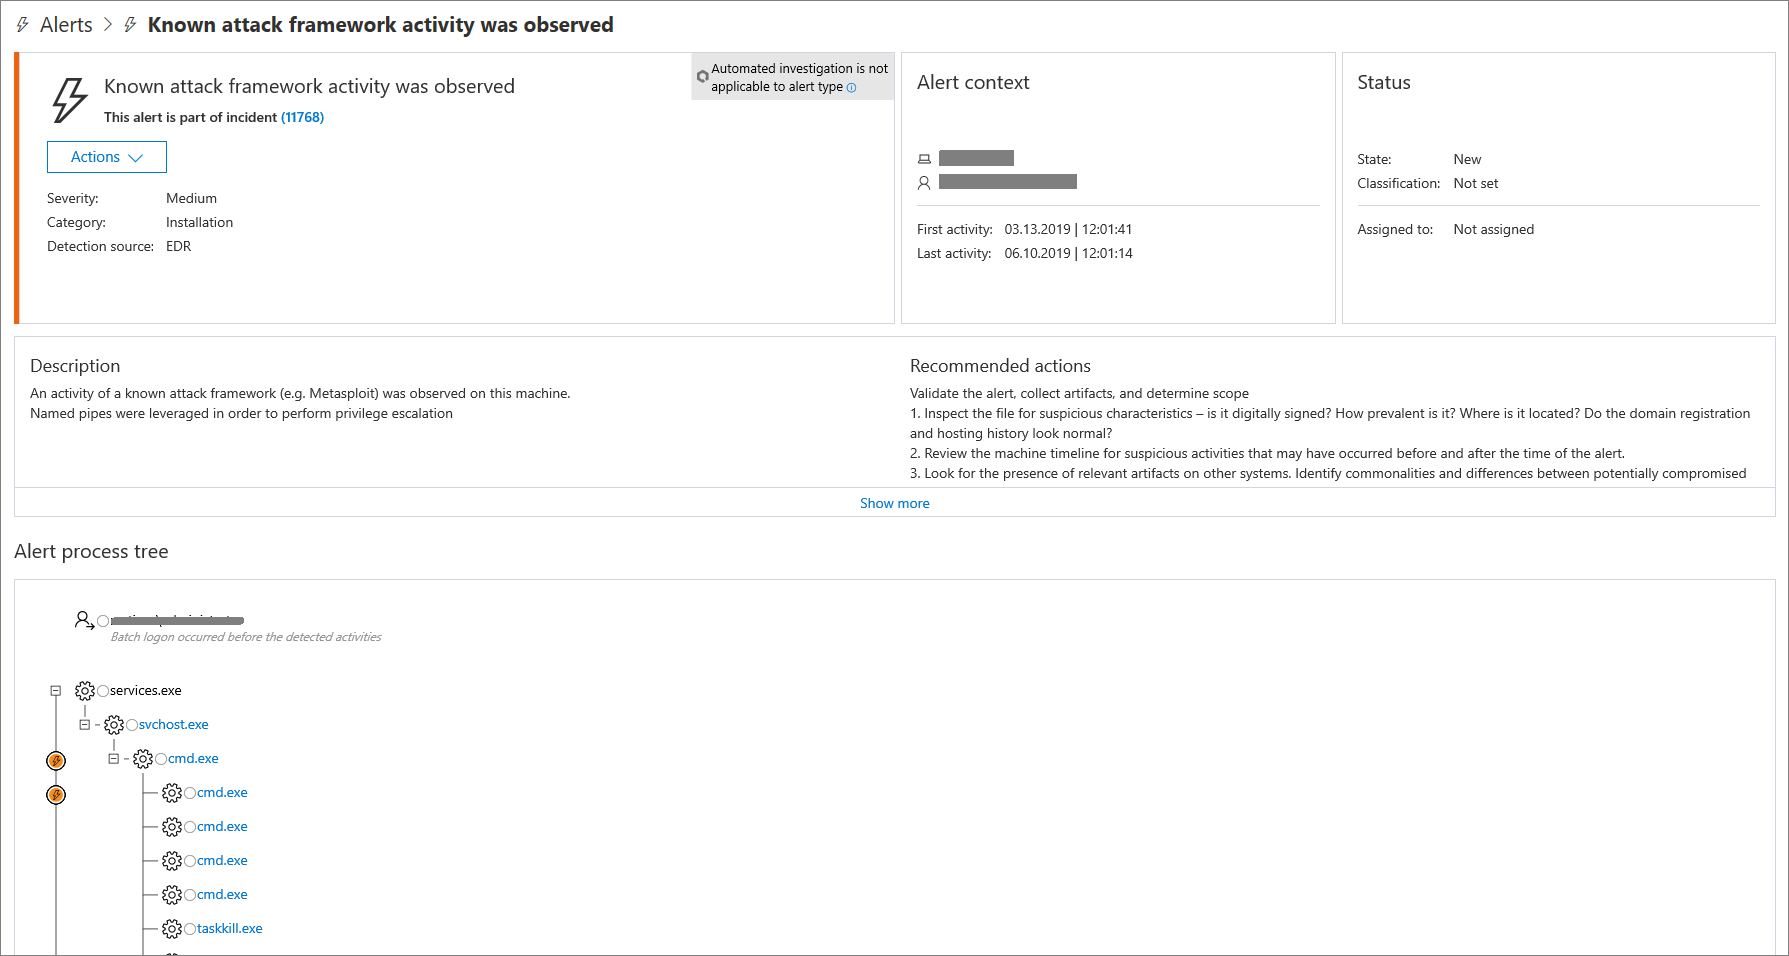 Alerts > Known attack framework activity was observed
Known attack framework activity was observed
This alert is part of incident (11768)
Automated investigation is not
applicable to alert type
Actions
Severity: Medium
Category: Installation
Detection source: EDR
Alert context
First activity: 03.13.2019 | 12:01:41
Last activity: 06.10.2019 | 12:01:14
Status
State: New
Classification: Not set
Assigned to: Not assigned
Description
An activity of a known attack framework (e.g. Metasploit) was observed on this machine.
Named pipes were leveraged in order to perform privilege escalation
Recommended actions
Validate the alert, collect artifacts, and determine scope
1. Inspect the file for suspicious characteristics – is it digitally signed? How prevalent is it? Where is it located? Do the domain registration
and hosting history look normal?
2. Review the machine timeline for suspicious activities that may have occurred before and after the time of the alert.
3. Look for the presence of relevant artifacts on other systems. Identify commonalities and differences between potentially compromised
Show more
Alert process tree
Batch logon occurred before the detected activities
services.exe
svchost.exe
cmd.exe
cmd.exe
cmd.exe
cmd.exe
cmd.exe
taskkill.exe